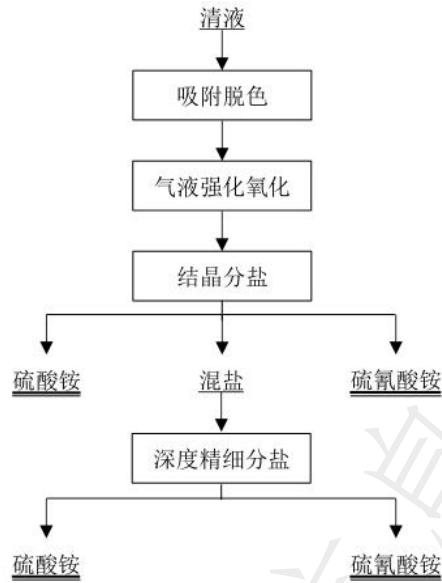 清液
吸附脱色
气液强化氧化
结晶分盐
硫酸铵 混盐 硫氰酸铵
深度精细分盐
硫酸铵 硫氰酸铵